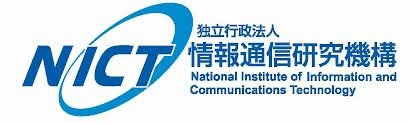 NICT
独立行政法人
情報通信研究機構
National Institute of Information and
Communications Technology